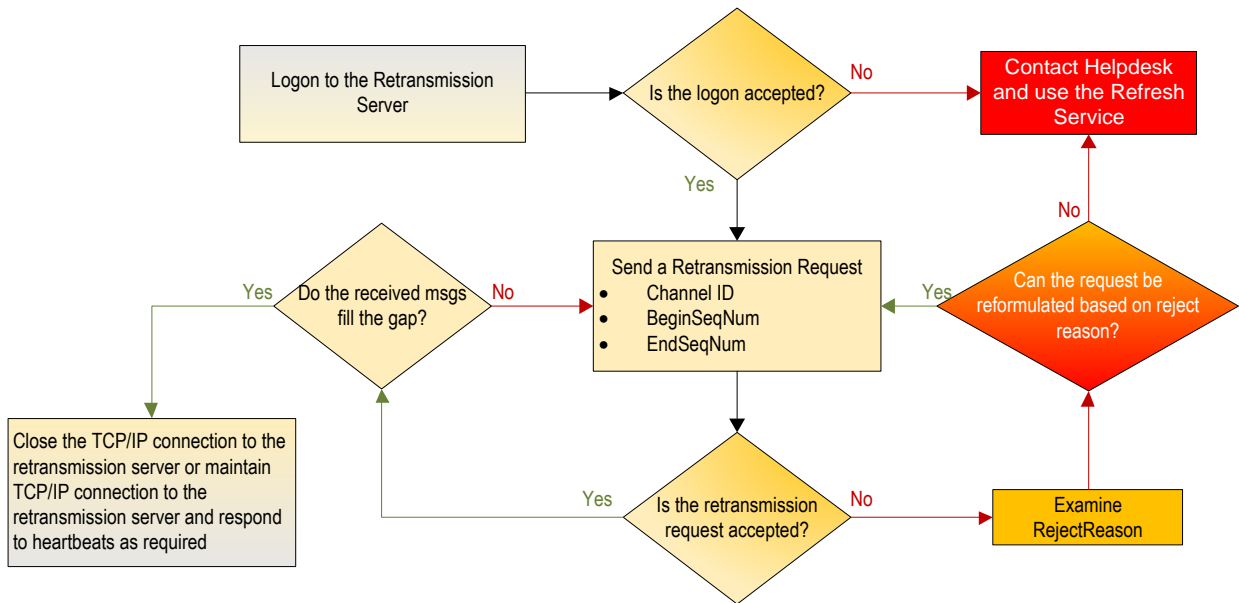 Logon to the Retransmission
Server
Is the logon accepted?
No
Contact Helpdesk
and use the Refresh
Service
Yes
No
Send a Retransmission Request
• Channel ID
• BeginSeqNum
• EndSeqNum
Yes
Do the received msgs
fill the gap?
No
Yes
Can the request be
reformulated based on reject
reason?
Close the TCP/IP connection to the
retransmission server or maintain
TCP/IP connection to the
retransmission server and respond
to heartbeats as required
Yes
Is the retransmission
request accepted?
No
Examine
RejectReason